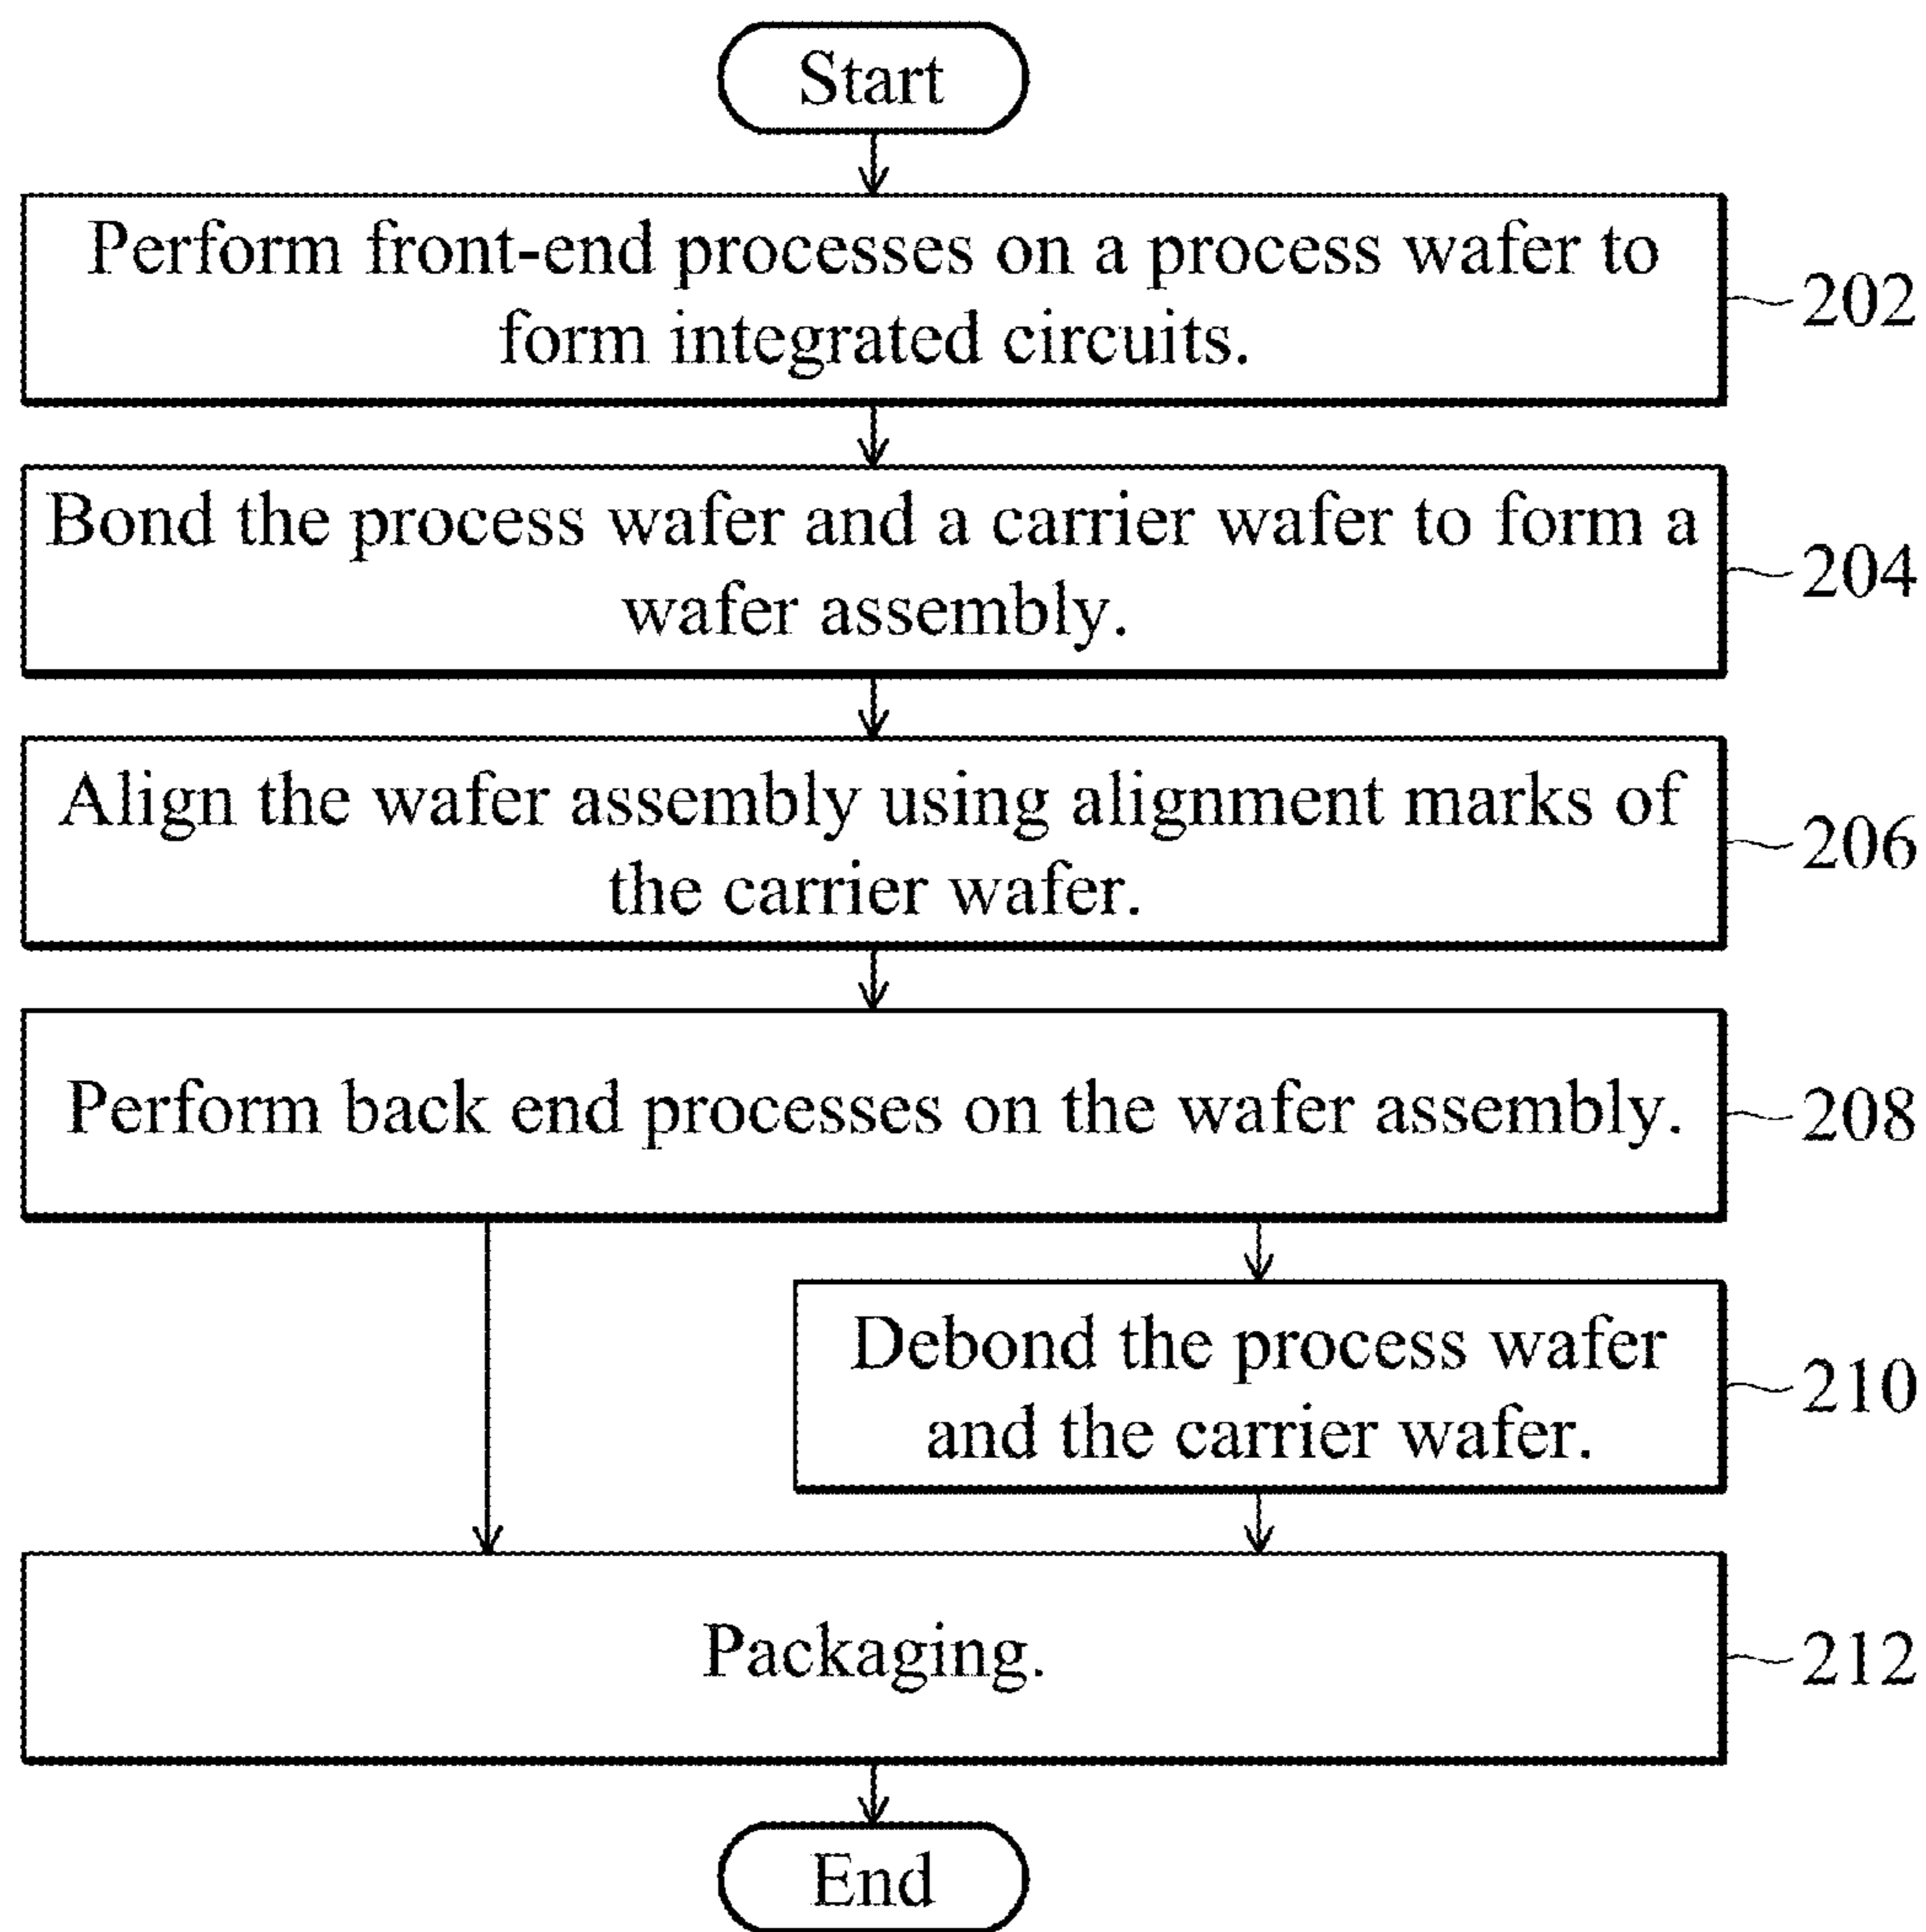 Start
Perform front-end processes on a process wafer to
form integrated circuits.
202
Bond the process wafer and a carrier wafer to form a
wafer assembly.
204
Align the wafer assembly using alignment marks of
the carrier wafer.
206
Perform back end processes on the wafer assembly.
208
Debond the process wafer
and the carrier wafer.
210
Packaging.
212
End